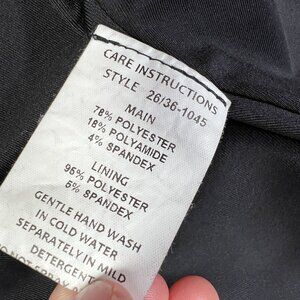 CARE INSTRUCTIONS
STYLE 26/36-1045
MAIN
78% POLYESTER
18% POLYAMIDE
4% SPANDEX
LINING
95% POLYESTER
5% SPANDEX
GENTLE HAND WASH
IN COLD WATER
SEPARATELY IN MILD
DETERGENT